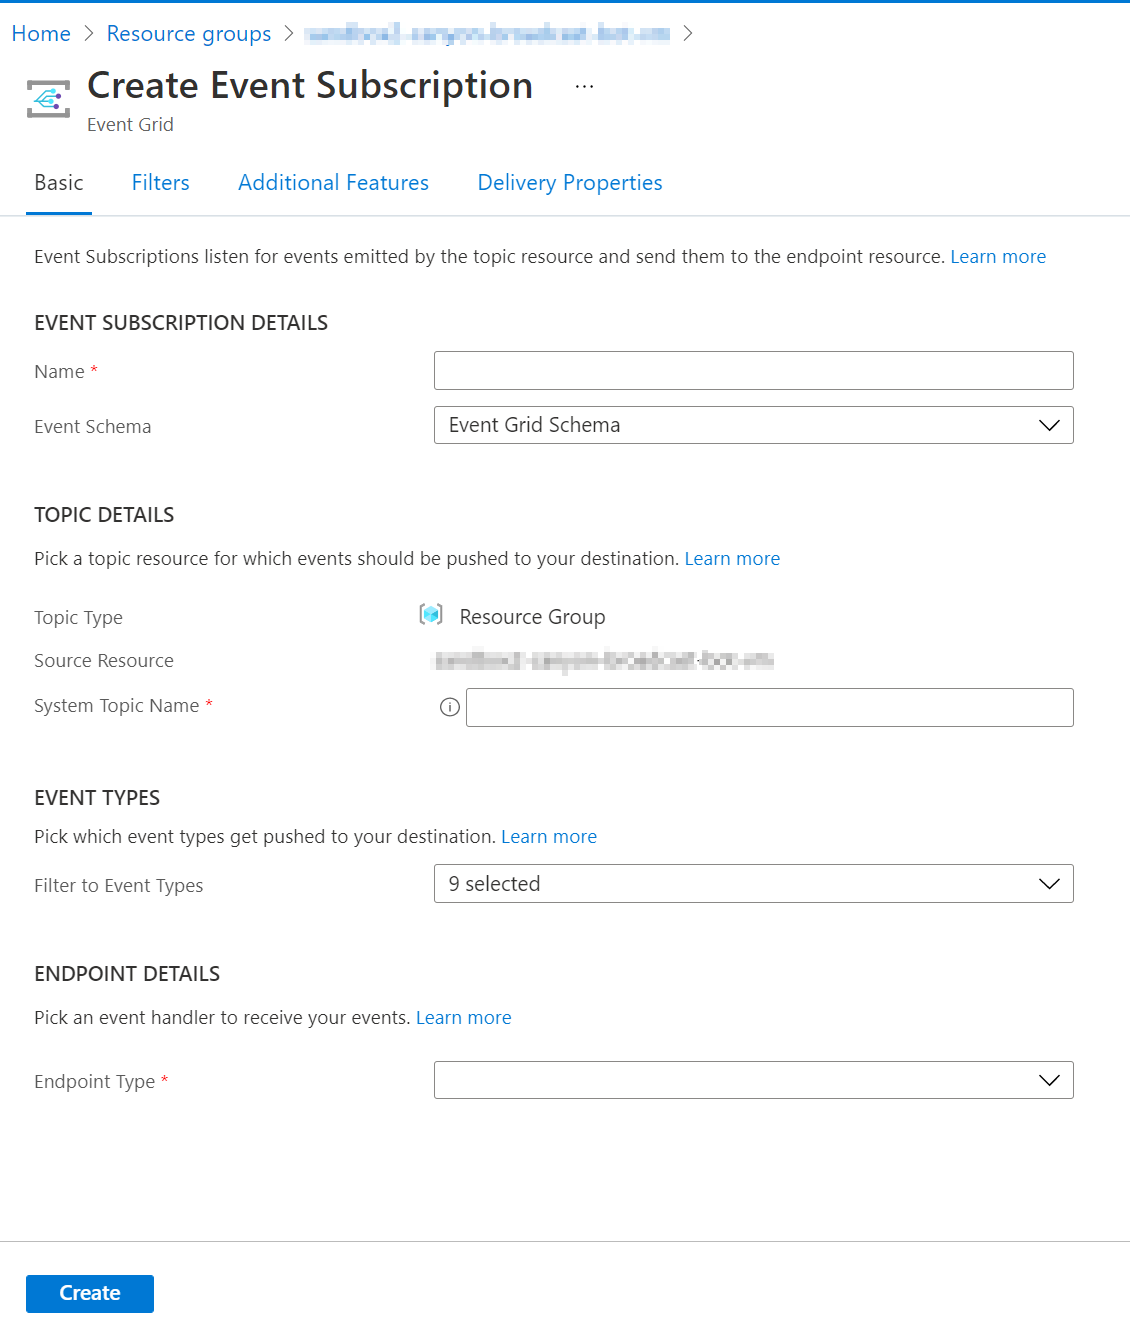 Home > Resource groups > >
Create Event Subscription ...
Event Grid
Basic Filters Additional Features Delivery Properties
Event Subscriptions listen for events emitted by the topic resource and send them to the endpoint resource. Learn more
EVENT SUBSCRIPTION DETAILS
Name *
Event Schema Event Grid Schema
TOPIC DETAILS
Pick a topic resource for which events should be pushed to your destination. Learn more
Topic Type Resource Group
Source Resource
System Topic Name *
EVENT TYPES
Pick which event types get pushed to your destination. Learn more
Filter to Event Types 9 selected
ENDPOINT DETAILS
Pick an event handler to receive your events. Learn more
Endpoint Type *
Create